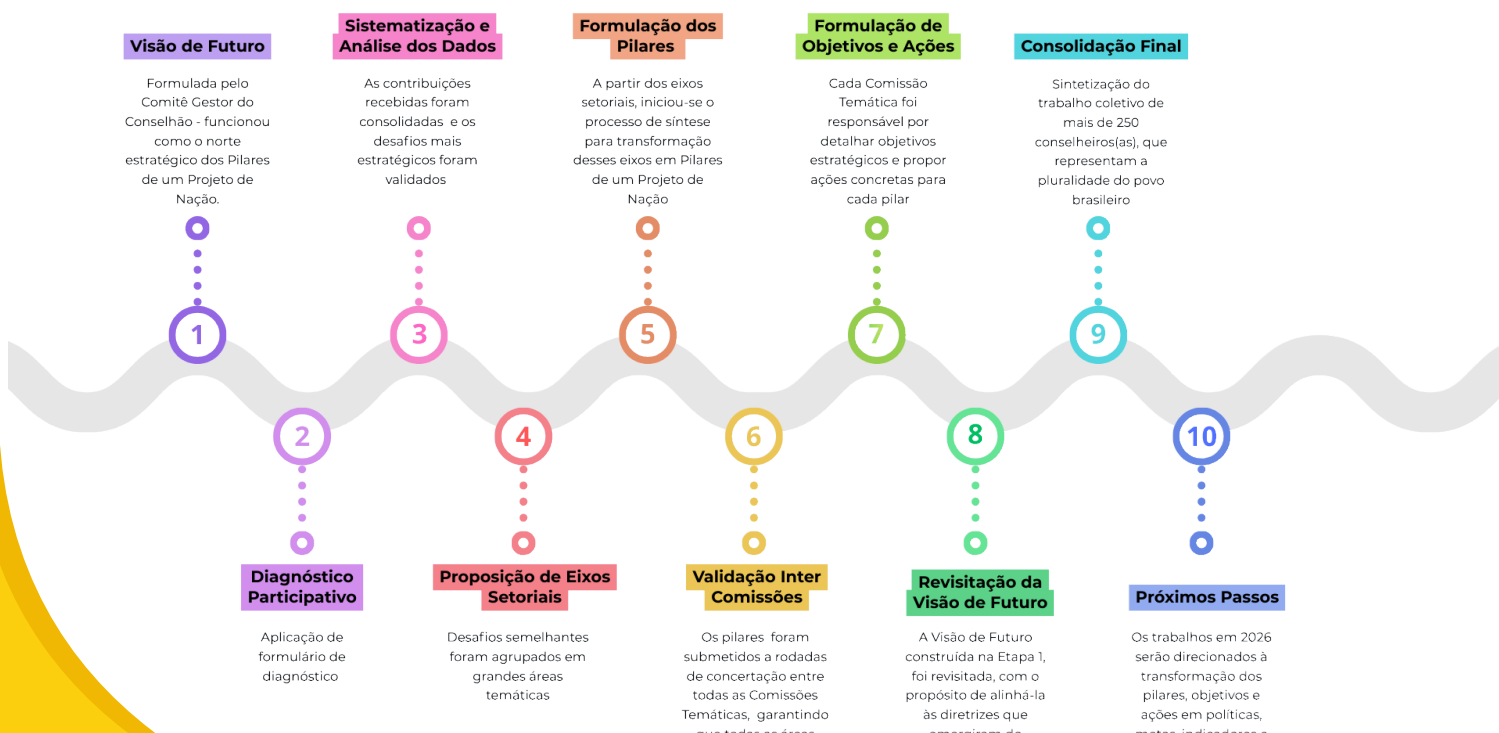 Visão de Futuro
Formulada pelo
Comitê Gestor do
Conselhão - funcionou
como o norte
estratégico dos Pilares
de um Projeto de
Nação.
1
Diagnóstico
Participativo
Aplicação de
formulário de
diagnóstico
2
Sistematização e
Análise dos Dados
As contribuições
recebidas foram
consolidadas e os
desafios mais
estratégicos foram
validados
3
Proposição de Eixos
Setoriais
Desafios semelhantes
foram agrupados em
grandes áreas
temáticas
4
Formulação dos
Pilares
A partir dos eixos
setoriais, iniciou-se o
processo de síntese
para transformação
desses eixos em Pilares
de um Projeto de
Nação
5
Validação Inter
Comissões
Os pilares foram
submetidos a rodadas
de concertação entre
todas as Comissões
Temáticas, garantindo
que todas as áreas
6
Formulação de
Objetivos e Ações
Cada Comissão
Temática foi
responsável por
detalhar objetivos
estratégicos e propor
ações concretas para
cada pilar
7
Revisitação da
Visão de Futuro
A Visão de Futuro
construída na Etapa 1,
foi revisitada, com o
propósito de alinhá-la
às diretrizes que
emergiram do
8
Consolidação Final
Sintetização do
trabalho coletivo de
mais de 250
conselheiros(as), que
representam a
pluralidade do povo
brasileiro
9
Próximos Passos
Os trabalhos em 2026
serão direcionados à
transformação dos
pilares, objetivos e
ações em políticas,
metas, indicadores e
10